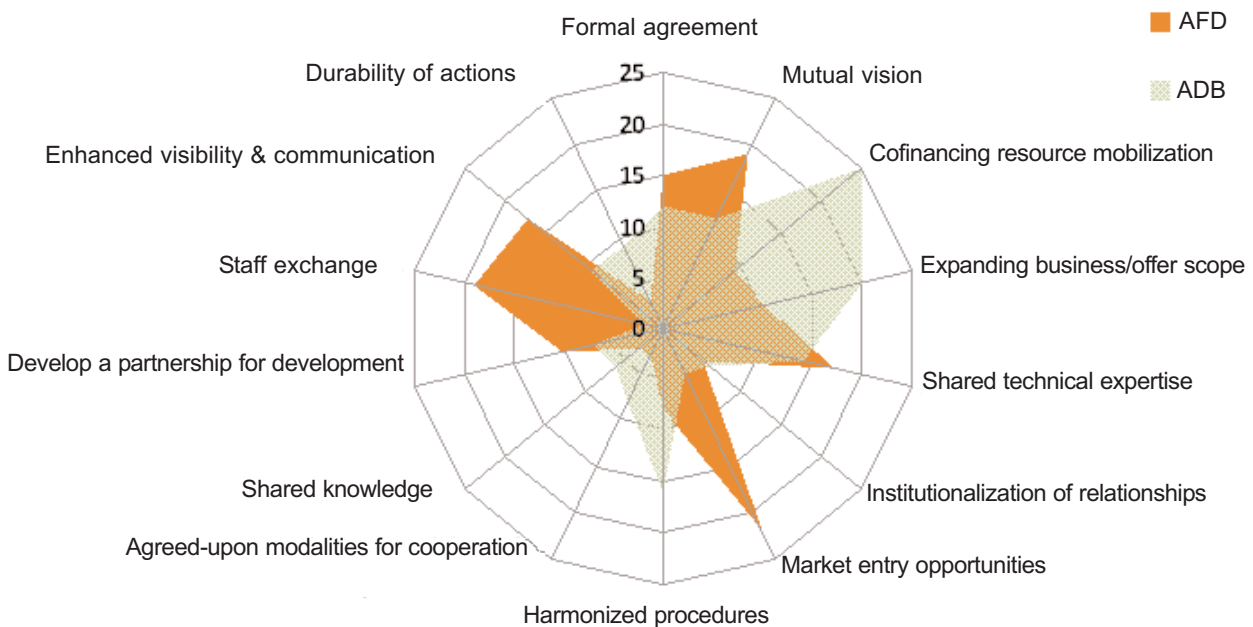 Formal agreement
AFD
Durability of actions
25
Mutual vision
ADB
20
Enhanced visibility & communication
Cofinancing resource mobilization
15
10
Staff exchange
5
Expanding business/offer scope
0
Develop a partnership for development
Shared technical expertise
Shared knowledge
Institutionalization of relationships
Agreed-upon modalities for cooperation
Market entry opportunities
Harmonized procedures